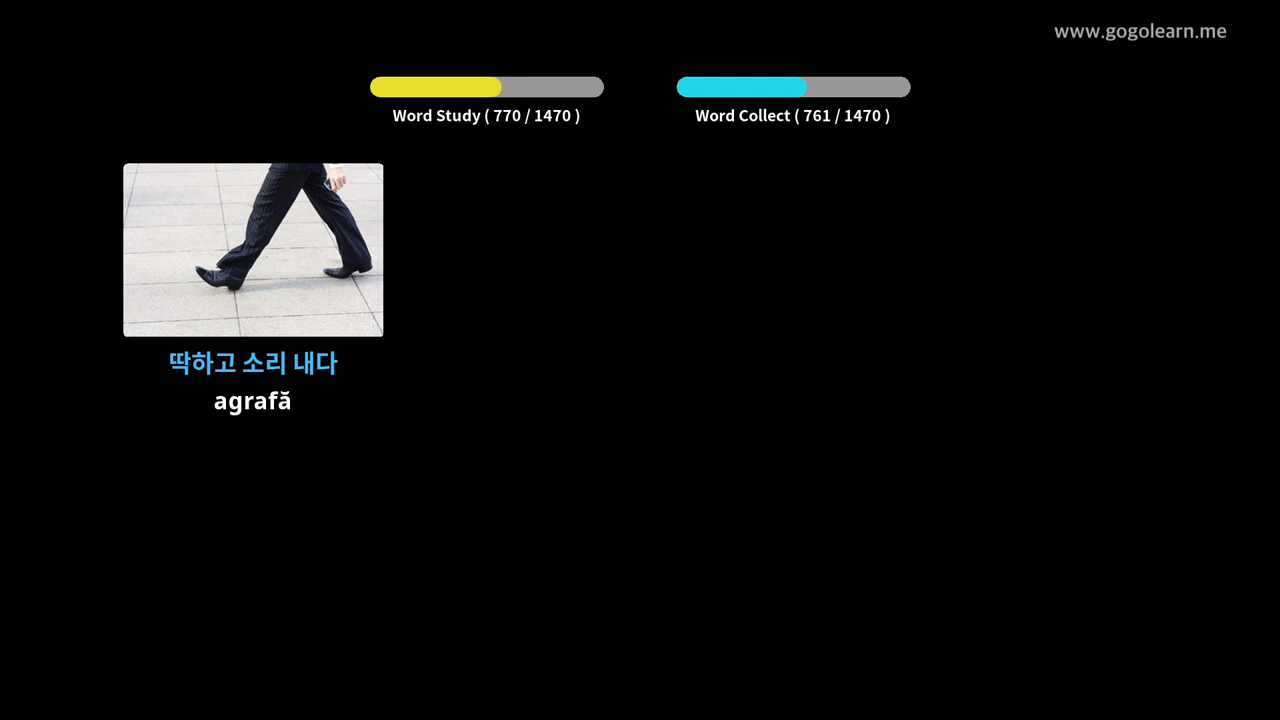 www.gogolearn.me
Word Study ( 770 / 1470 )
Word Collect ( 761 / 1470 )
딱하고 소리 내다
agrafă